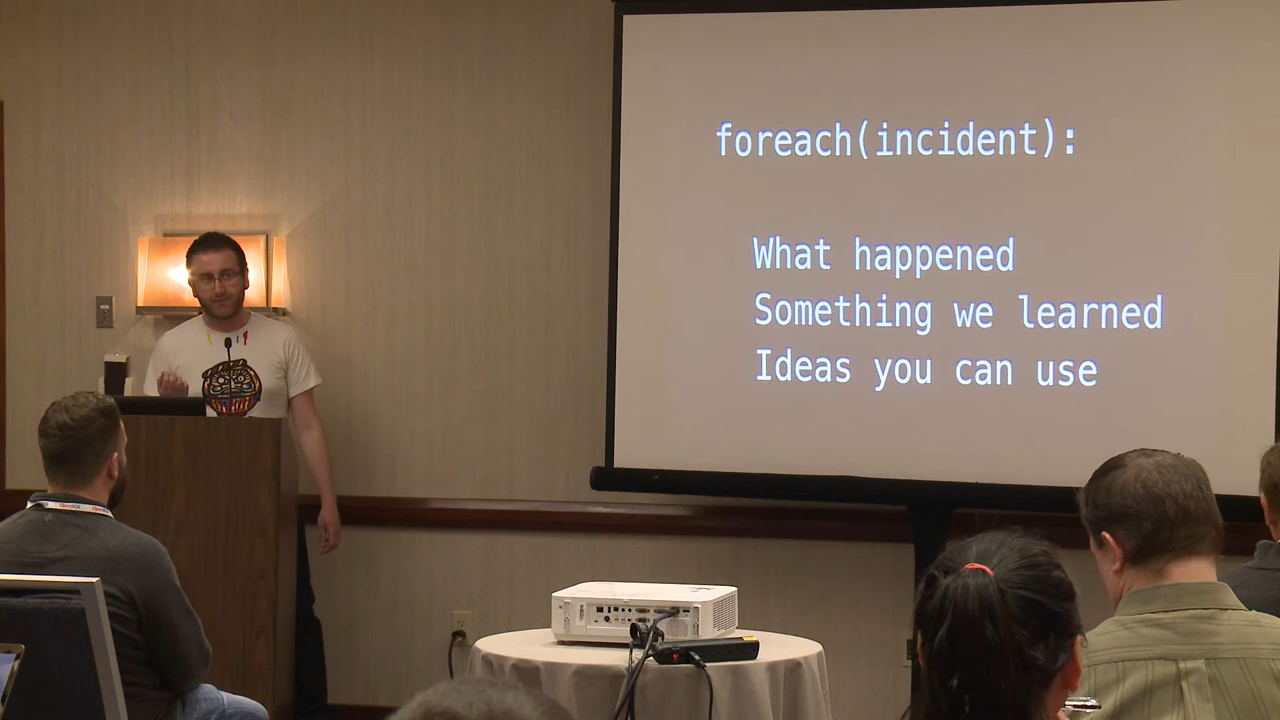 foreach(incident):
What happened
Something we learned
Ideas you can use